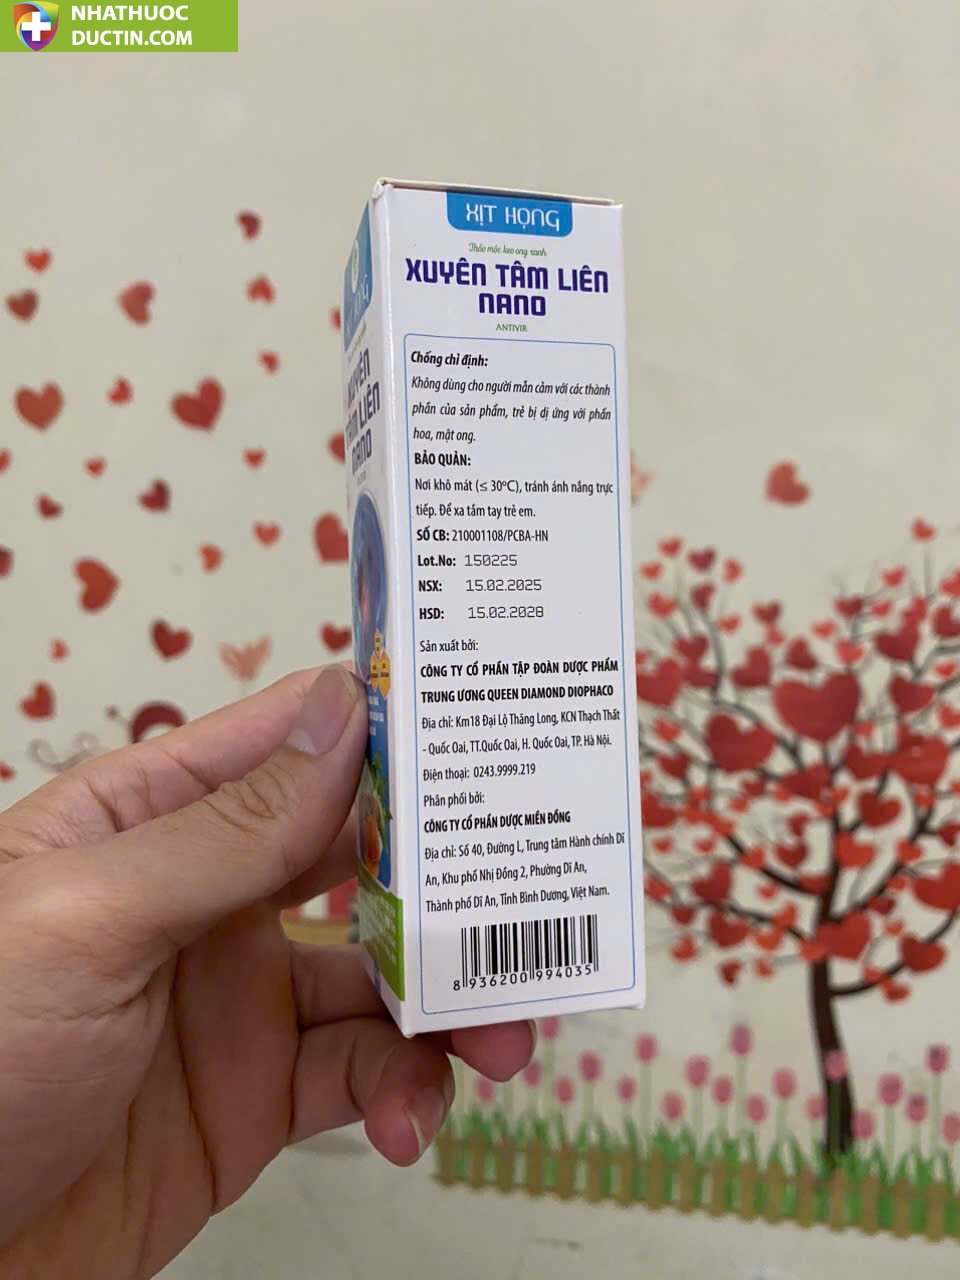 NHATHUOC
DUCTIN.COM
XỊT HỌNG
Thảo mộc keo ong xanh
XUYÊN TÂM LIÊN
NANO
ANTIVIR
Chống chỉ định:
Không dùng cho người mẫn cảm với các thành
phần của sản phẩm, trẻ bị dị ứng với phấn
hoa, mật ong.
BẢO QUẢN:
Nơi khô mát (≤ 30°C), tránh ánh nắng trực
tiếp. Để xa tầm tay trẻ em.
SỐ CB: 210001108/PCBA-HN
Lot.No: 150225
NSX: 15.02.2025
HSD: 15.02.2028
Sản xuất bởi:
CÔNG TY CỔ PHẦN TẬP ĐOÀN DƯỢC PHẨM
TRUNG ƯƠNG QUEEN DIAMOND DIOPHACO
Địa chỉ: Km18 Đại Lộ Thăng Long, KCN Thạch Thất
- Quốc Oai, TT.Quốc Oai, H. Quốc Oai, TP. Hà Nội.
Điện thoại: 0243.9999.219
Phân phối bởi:
CÔNG TY CỔ PHẦN DƯỢC MIỀN ĐÔNG
Địa chỉ: Số 40, Đường L, Trung tâm Hành chính Dĩ
An, Khu phố Nhị Đồng 2, Phường Dĩ An,
Thành phố Dĩ An, Tỉnh Bình Dương, Việt Nam.
8 936200 994035
XUYÊN
TÂM LIÊN
NANO